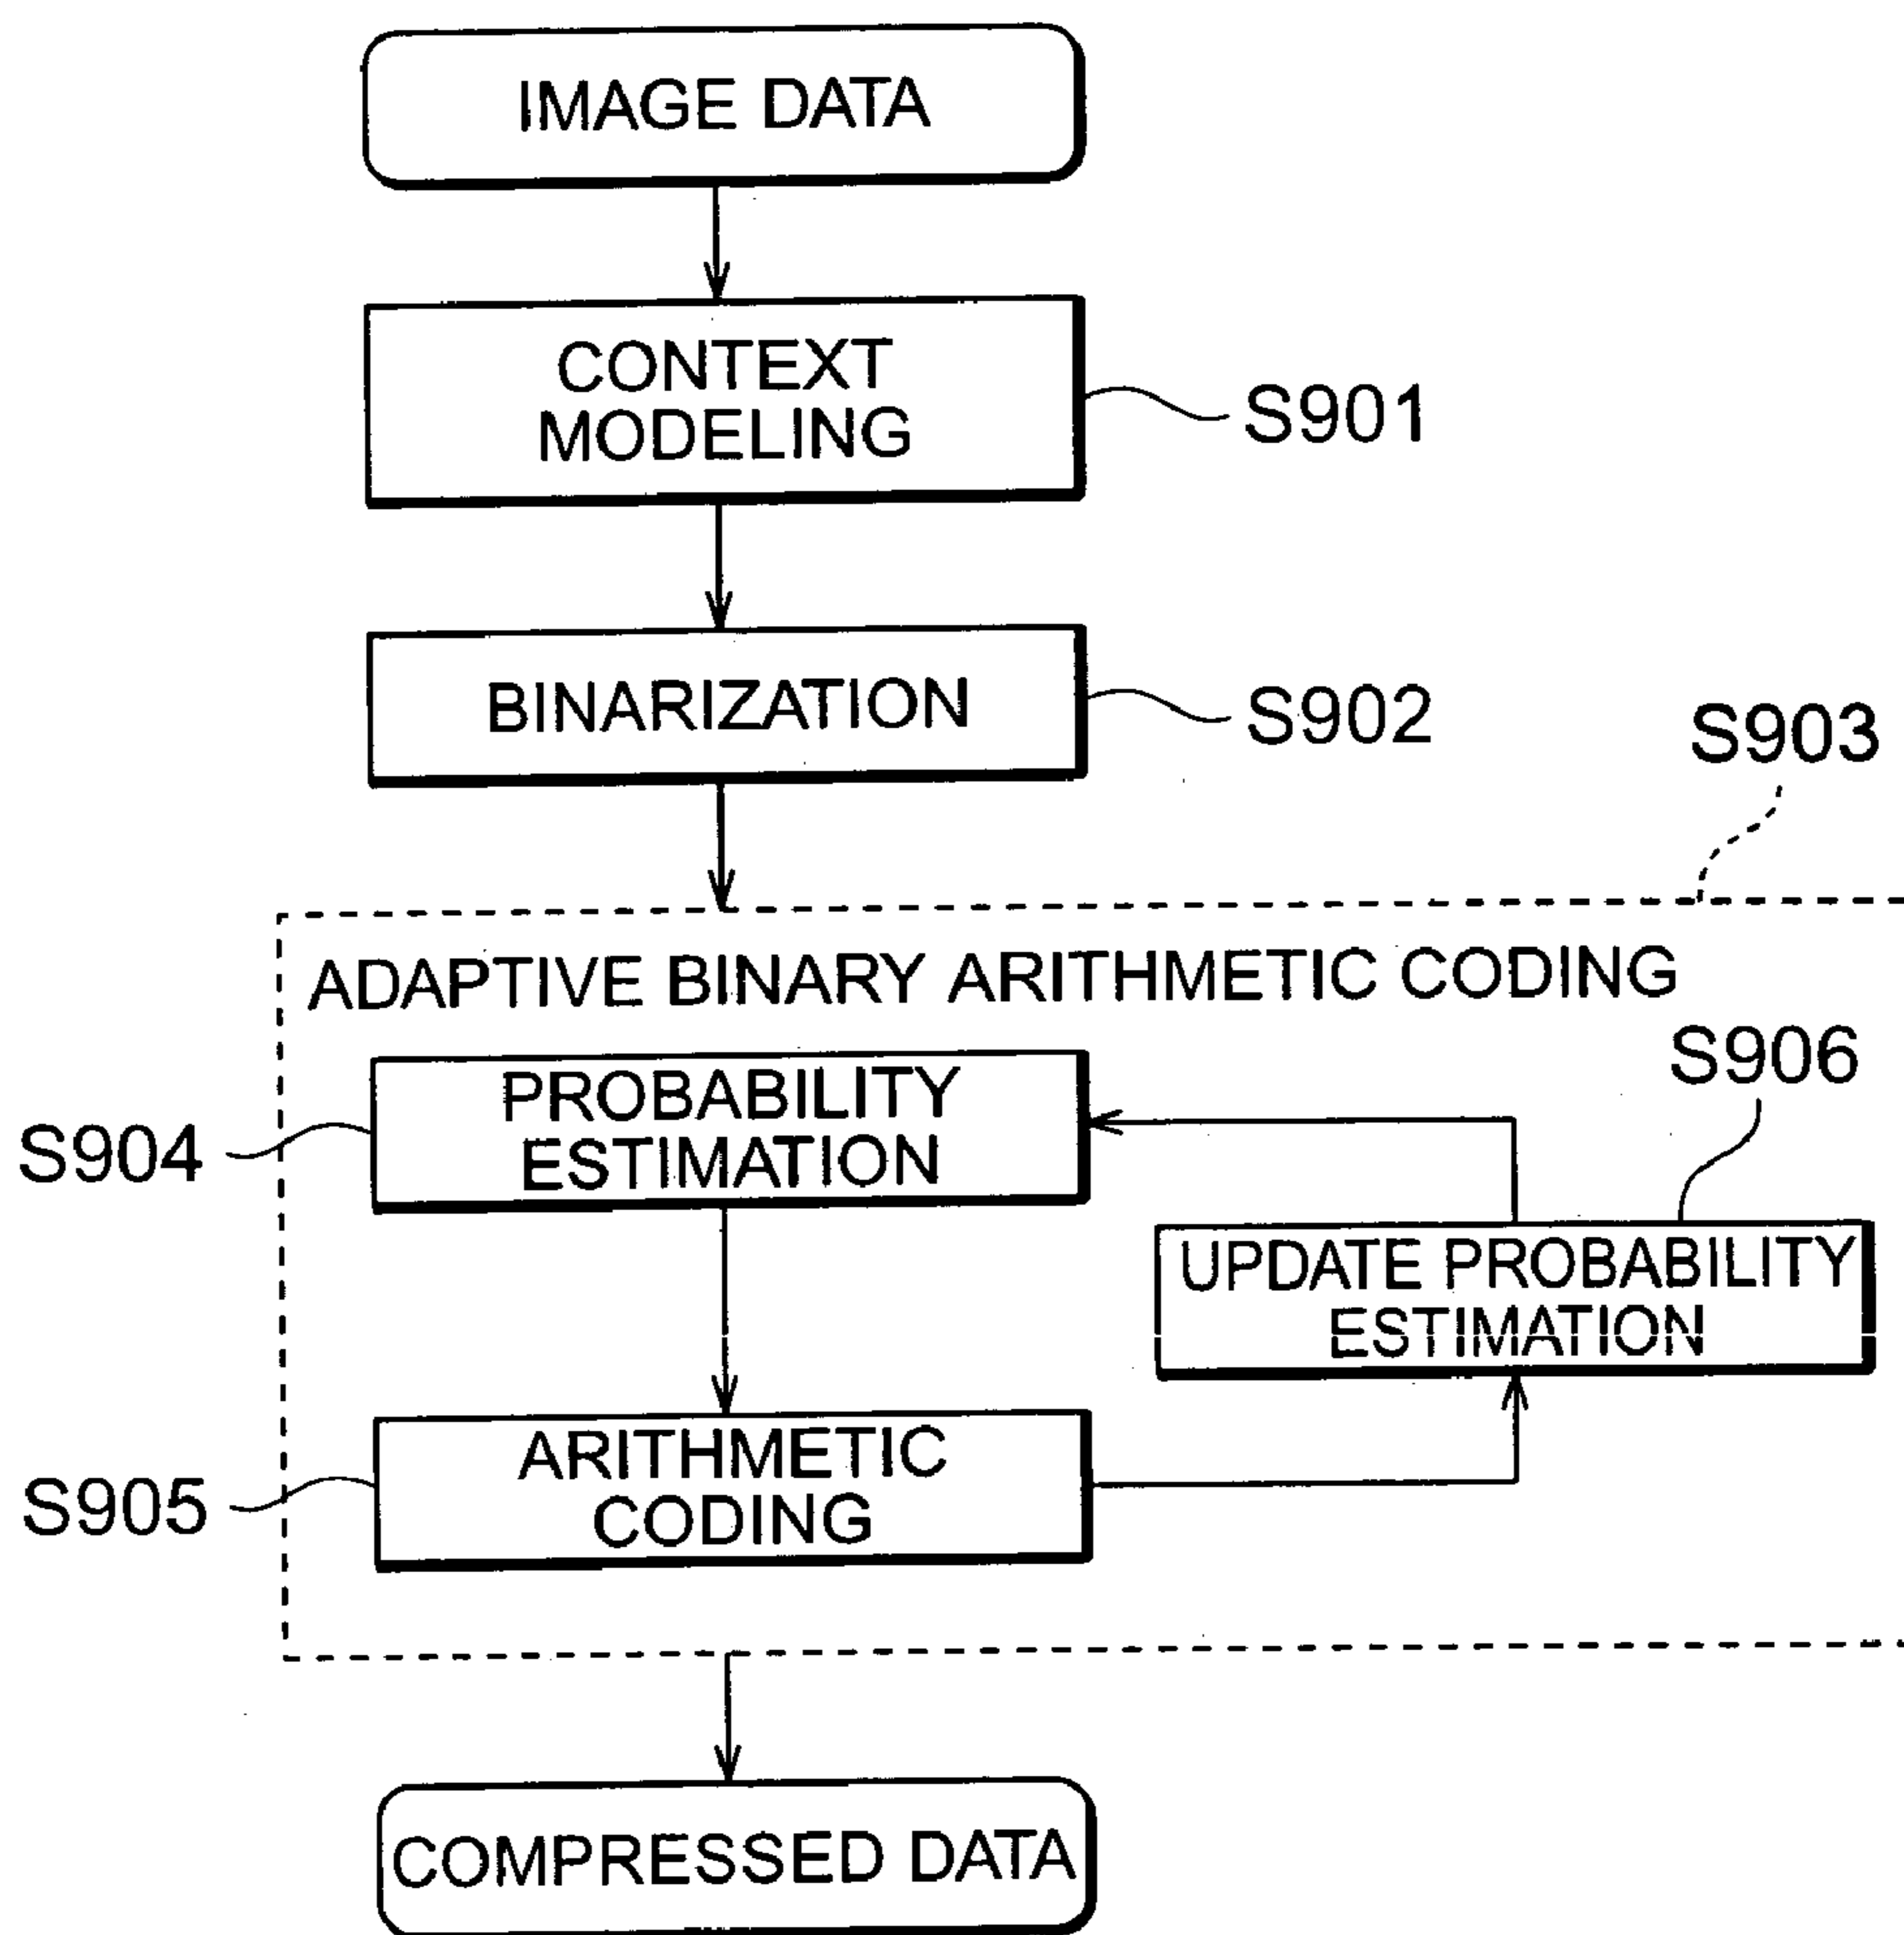 IMAGE DATA
CONTEXT
MODELING
S901
BINARIZATION
S902
S903
ADAPTIVE BINARY ARITHMETIC CODING
S906
PROBABILITY
ESTIMATION
S904
UPDATE PROBABILITY
ESTIMATION
ARITHMETIC
CODING
S905
COMPRESSED DATA